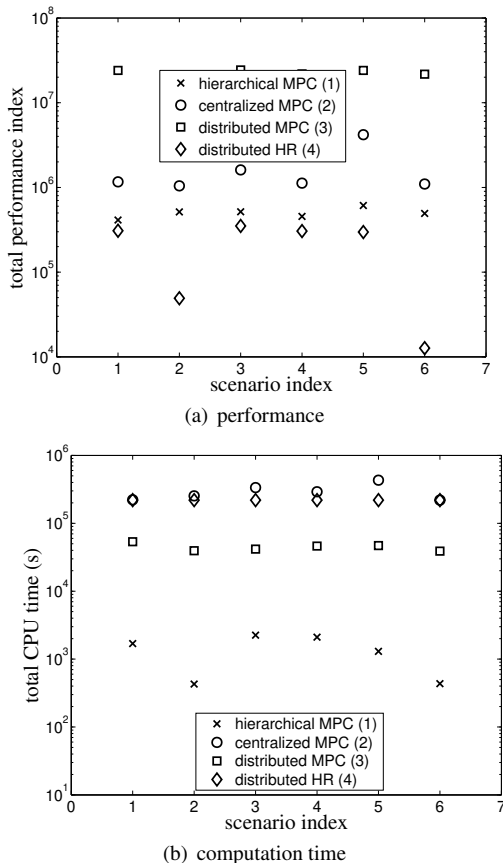 10^8
10^7
10^6
10^5
10^4
total performance index
hierarchical MPC (1)
centralized MPC (2)
distributed MPC (3)
distributed HR (4)
0 1 2 3 4 5 6 7
scenario index
(a) performance
10^6
10^5
10^4
10^3
10^2
10^1
total CPU time (s)
hierarchical MPC (1)
centralized MPC (2)
distributed MPC (3)
distributed HR (4)
0 1 2 3 4 5 6 7
scenario index
(b) computation time